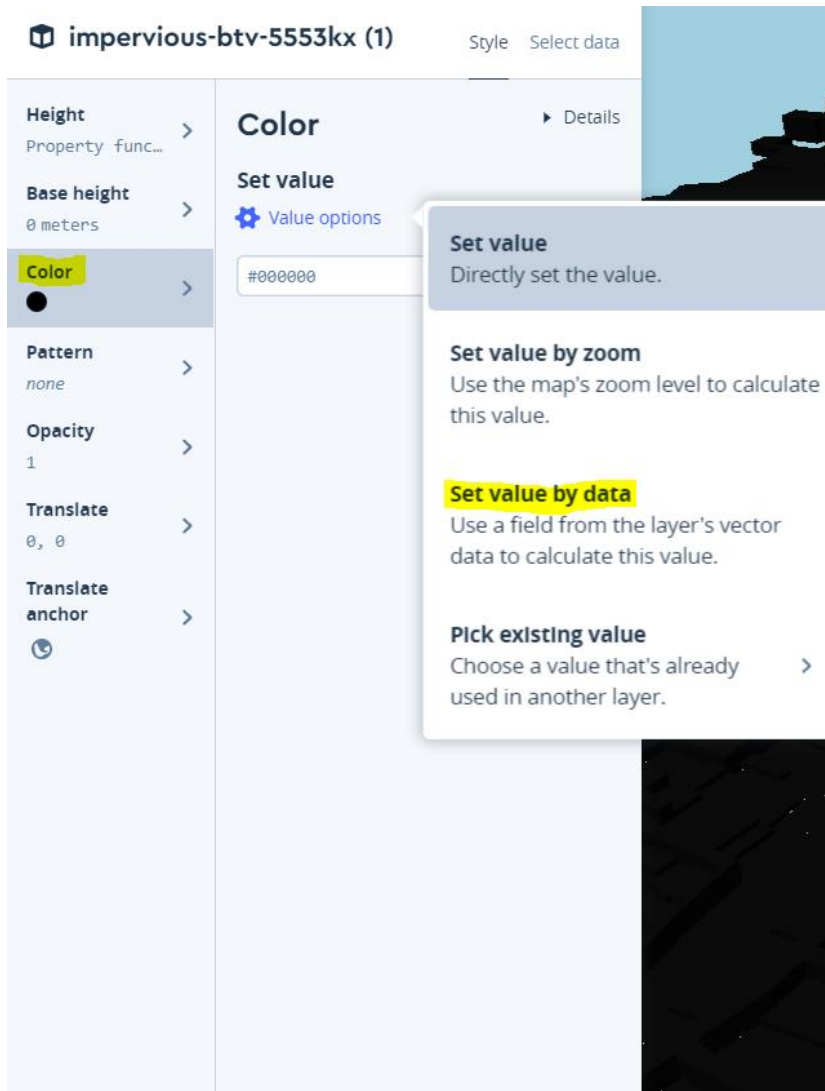 impervious-btv-5553kx (1)
Style Select data
Height
Property func…
Base height
0 meters
Color
Pattern
none
Opacity
1
Translate
0, 0
Translate
anchor
Color
Details
Set value
Value options
#000000
Set value
Directly set the value.
Set value by zoom
Use the map's zoom level to calculate
this value.
Set value by data
Use a field from the layer's vector
data to calculate this value.
Pick existing value
Choose a value that's already
used in another layer.